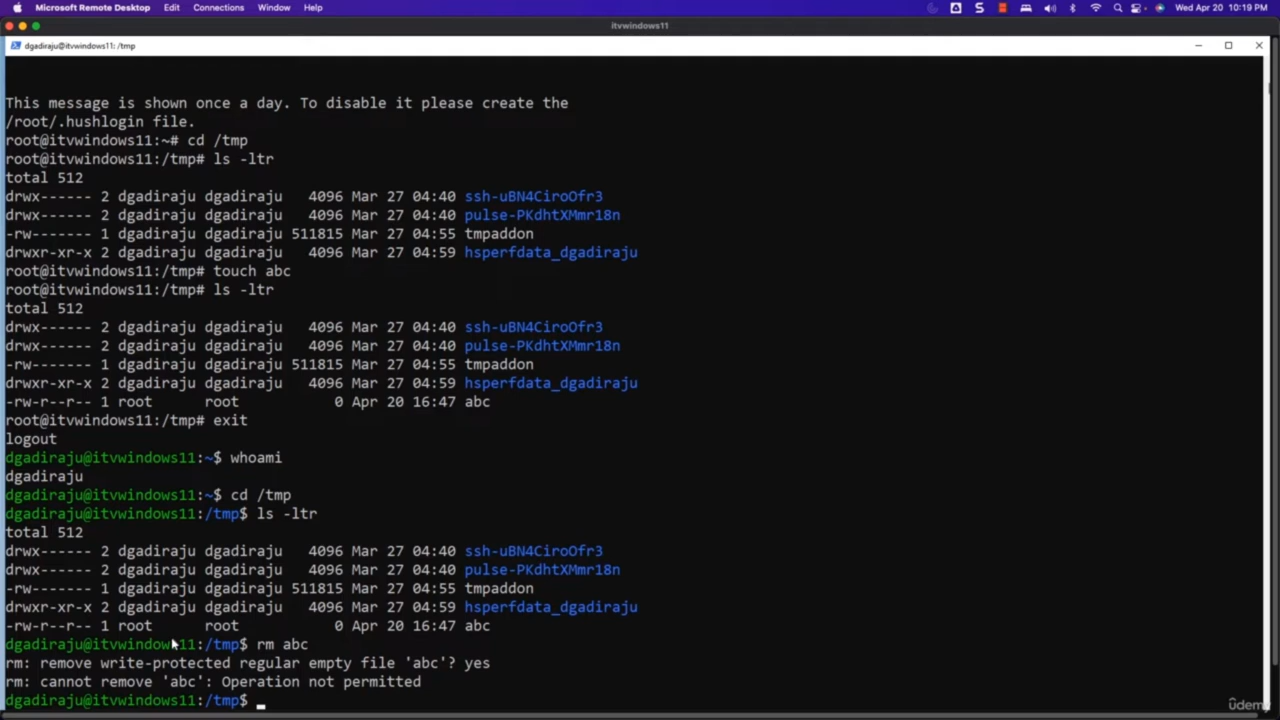 Microsoft Remote Desktop Edit Connections Window Help Wed Apr 20 10:19 PM
itvwindows11
dgadiraju@itvwindows11: /tmp
This message is shown once a day. To disable it please create the
/root/.hushlogin file.
root@itvwindows11:~# cd /tmp
root@itvwindows11:/tmp# ls -ltr
total 512
drwx------ 2 dgadiraju dgadiraju 4096 Mar 27 04:40 ssh-uBN4CiroOfr3
drwx------ 2 dgadiraju dgadiraju 4096 Mar 27 04:40 pulse-PKdhtXMmr18n
-rw------- 1 dgadiraju dgadiraju 511815 Mar 27 04:55 tmpaddon
drwxr-xr-x 2 dgadiraju dgadiraju 4096 Mar 27 04:59 hsperfdata_dgadiraju
root@itvwindows11:/tmp# touch abc
root@itvwindows11:/tmp# ls -ltr
total 512
drwx------ 2 dgadiraju dgadiraju 4096 Mar 27 04:40 ssh-uBN4CiroOfr3
drwx------ 2 dgadiraju dgadiraju 4096 Mar 27 04:40 pulse-PKdhtXMmr18n
-rw------- 1 dgadiraju dgadiraju 511815 Mar 27 04:55 tmpaddon
drwxr-xr-x 2 dgadiraju dgadiraju 4096 Mar 27 04:59 hsperfdata_dgadiraju
-rw-r--r-- 1 root root 0 Apr 20 16:47 abc
root@itvwindows11:/tmp# exit
logout
dgadiraju@itvwindows11:~$ whoami
dgadiraju
dgadiraju@itvwindows11:~$ cd /tmp
dgadiraju@itvwindows11:/tmp$ ls -ltr
total 512
drwx------ 2 dgadiraju dgadiraju 4096 Mar 27 04:40 ssh-uBN4CiroOfr3
drwx------ 2 dgadiraju dgadiraju 4096 Mar 27 04:40 pulse-PKdhtXMmr18n
-rw------- 1 dgadiraju dgadiraju 511815 Mar 27 04:55 tmpaddon
drwxr-xr-x 2 dgadiraju dgadiraju 4096 Mar 27 04:59 hsperfdata_dgadiraju
-rw-r--r-- 1 root root 0 Apr 20 16:47 abc
dgadiraju@itvwindows11:/tmp$ rm abc
rm: remove write-protected regular empty file 'abc'? yes
rm: cannot remove 'abc': Operation not permitted
dgadiraju@itvwindows11:/tmp$
ûdemy